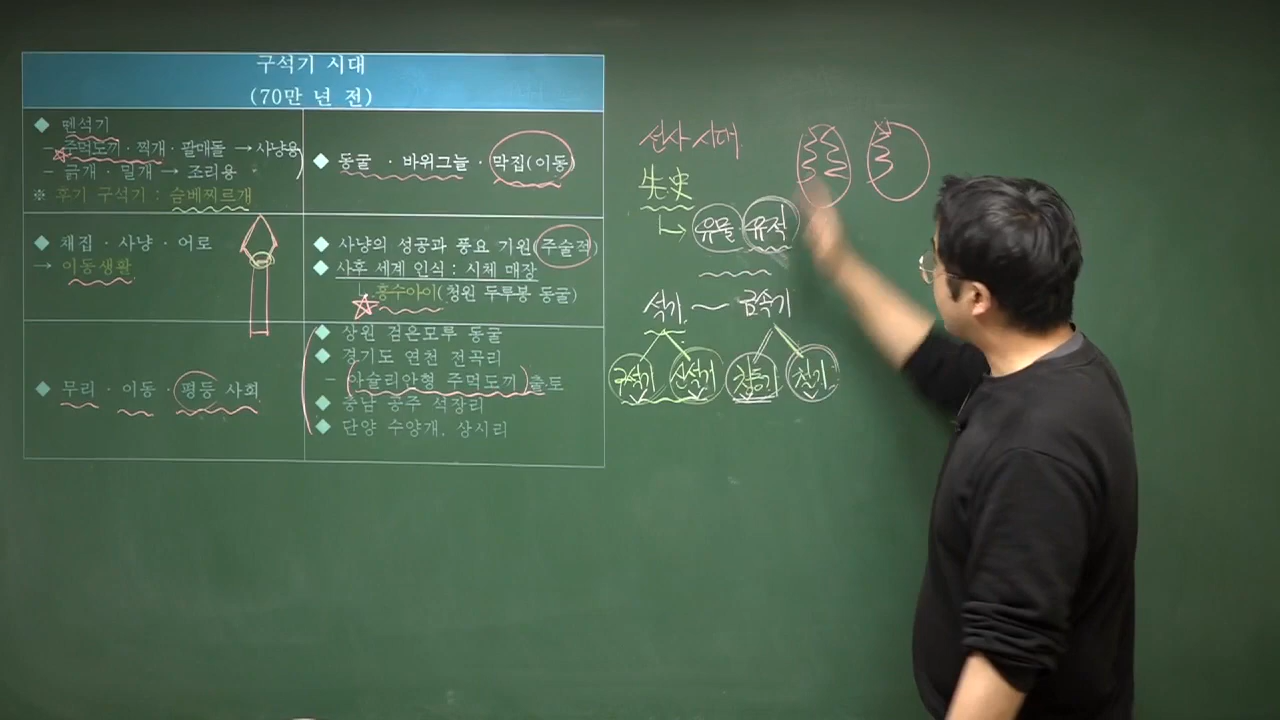 구석기 시대
(70만 년 전)
◆ 뗀석기
- 주먹도끼 · 찍개 · 팔매돌 → 사냥용
- 긁개 · 밀개 → 조리용
※ 후기 구석기 : 슴베찌르개
◆ 동굴 · 바위그늘 · 막집(이동)
◆ 채집 · 사냥 · 어로
→ 이동생활
◆ 사냥의 성공과 풍요 기원(주술적)
◆ 사후 세계 인식 : 시체 매장
└ 흥수아이(청원 두루봉 동굴)
◆ 무리 · 이동 · 평등 사회
◆ 상원 검은모루 동굴
◆ 경기도 연천 전곡리
- 아슐리안형 주먹도끼 출토
◆ 충남 공주 석장리
◆ 단양 수양개, 상시리
선사 시대
先史
↳ 유물 유적
석기 ~ 금속기
구석기 신석기 청동기 철기